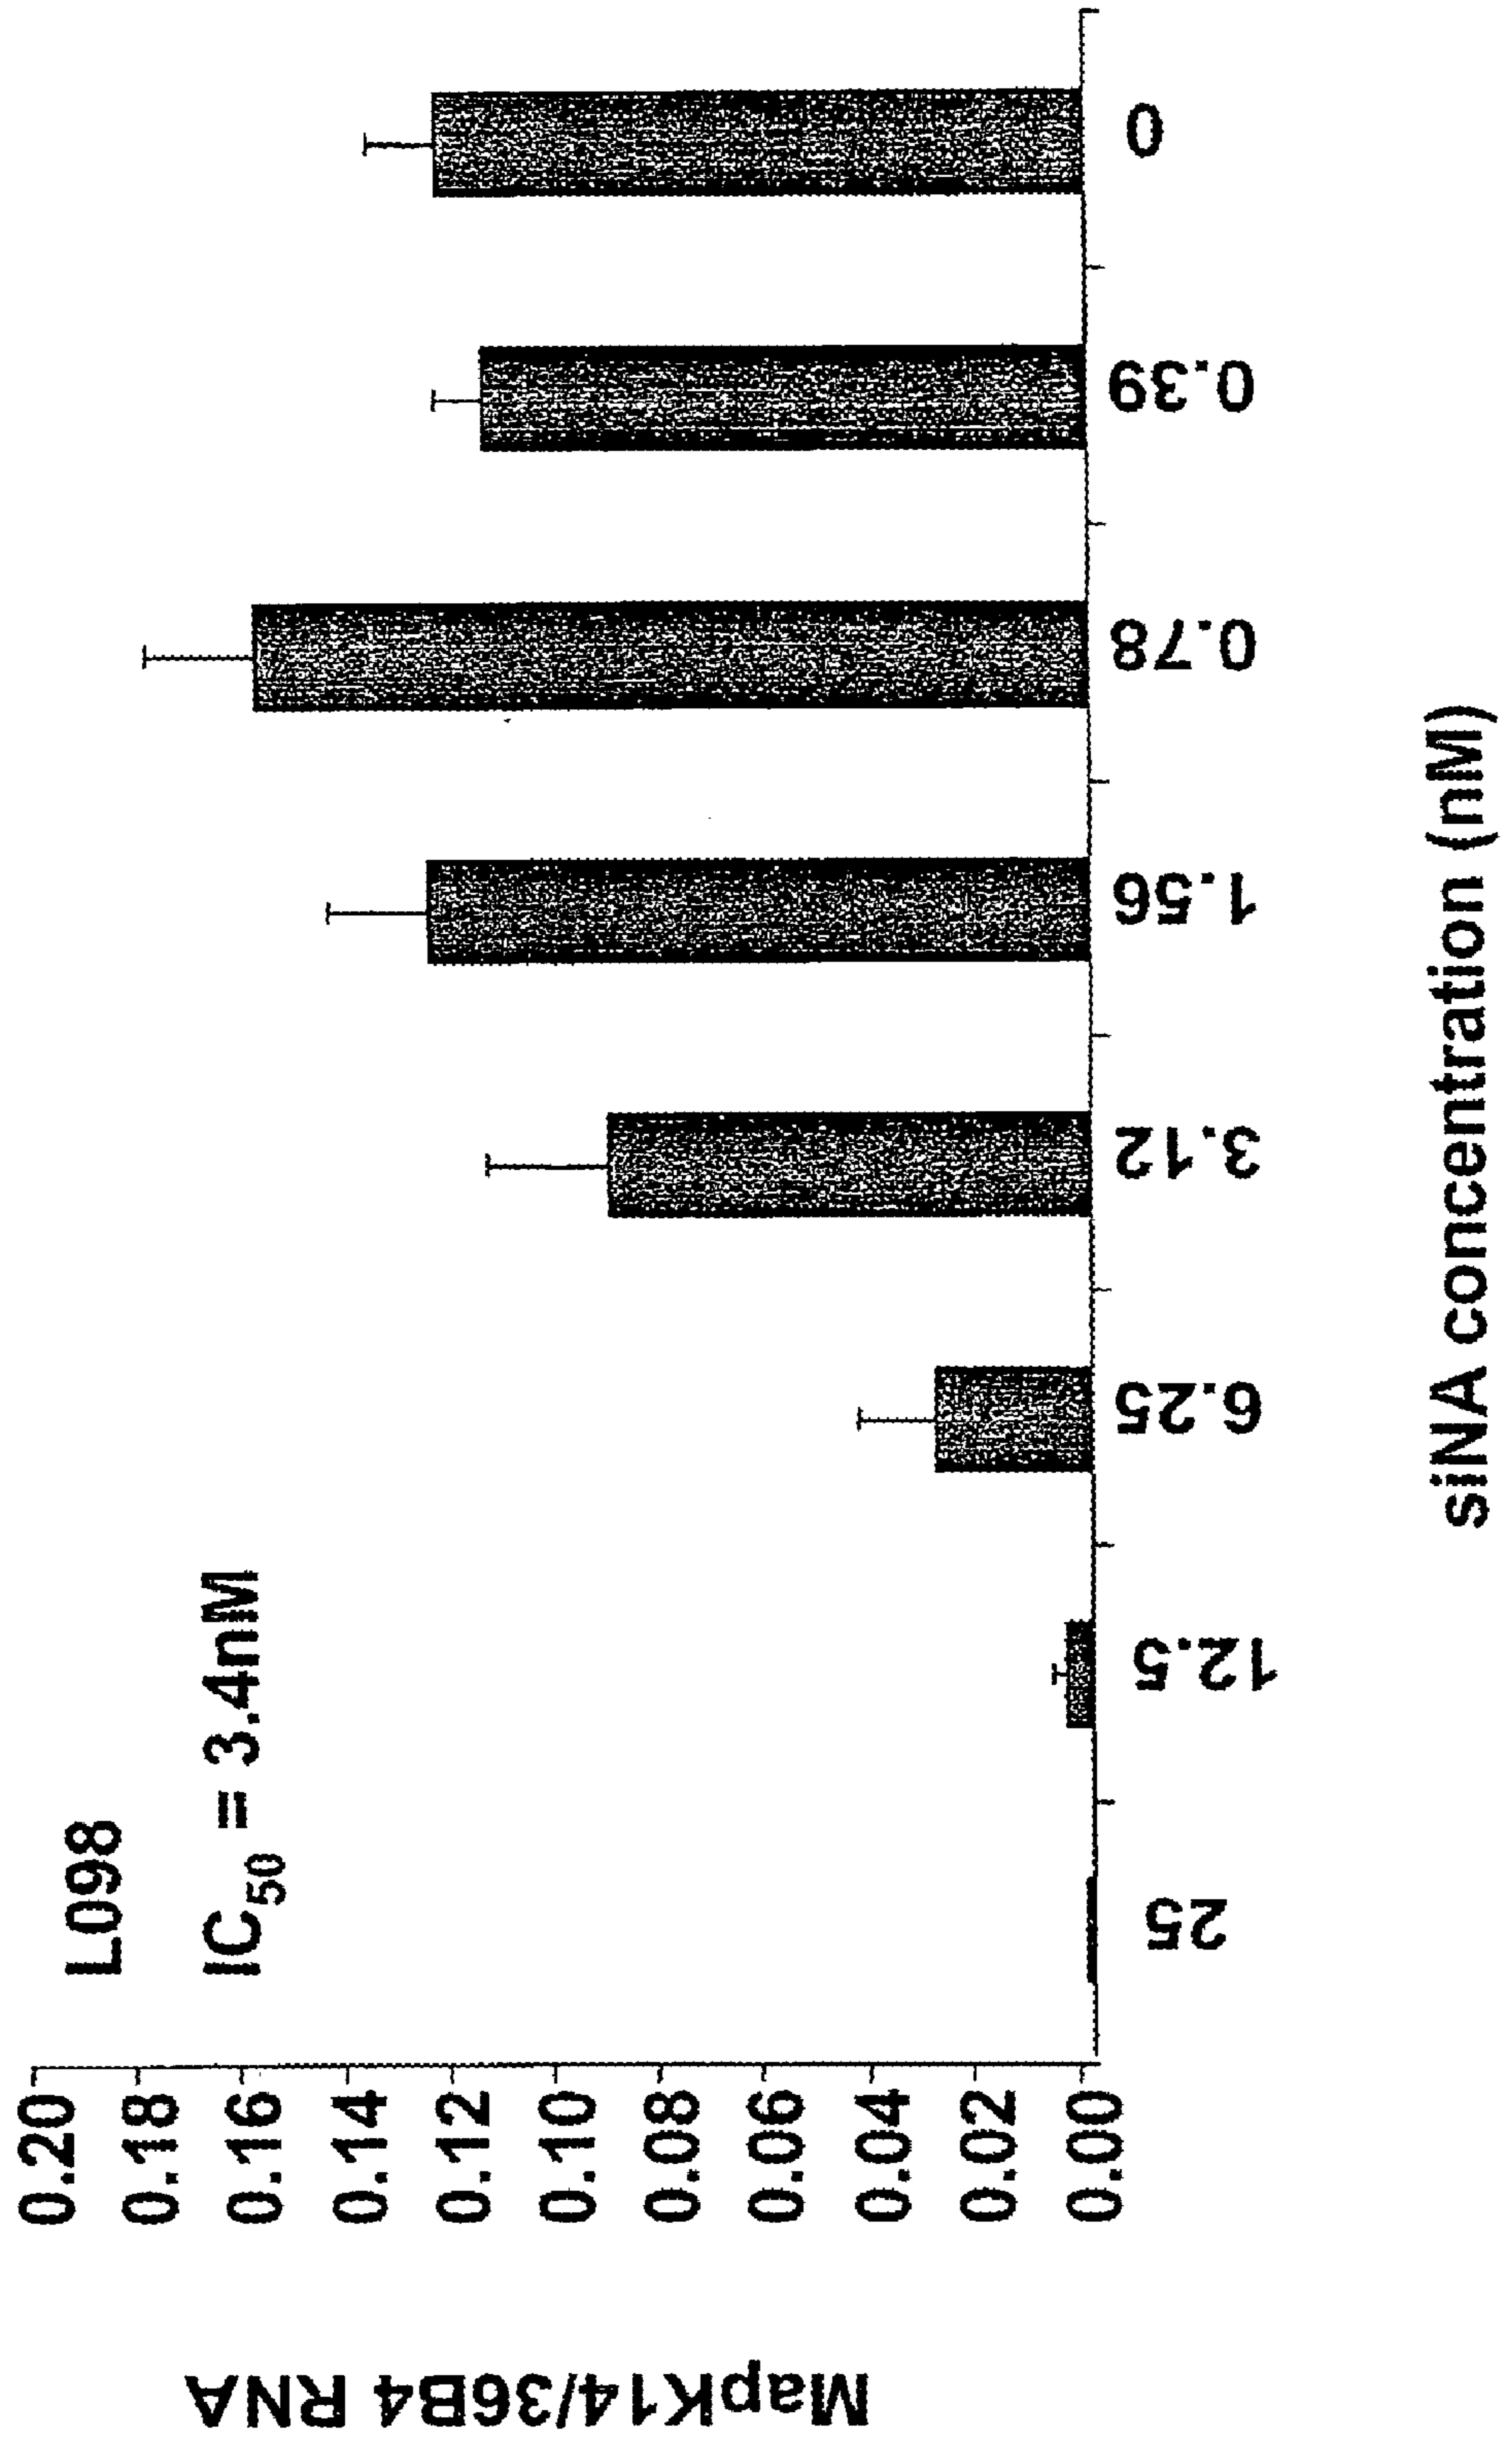 L098
IC50 = 3.4nM
MapK14/36B4 RNA
0.20
0.18
0.16
0.14
0.12
0.10
0.08
0.06
0.04
0.02
0.00
25 12.5 6.25 3.12 1.56 0.78 0.39 0
siNA concentration (nM)